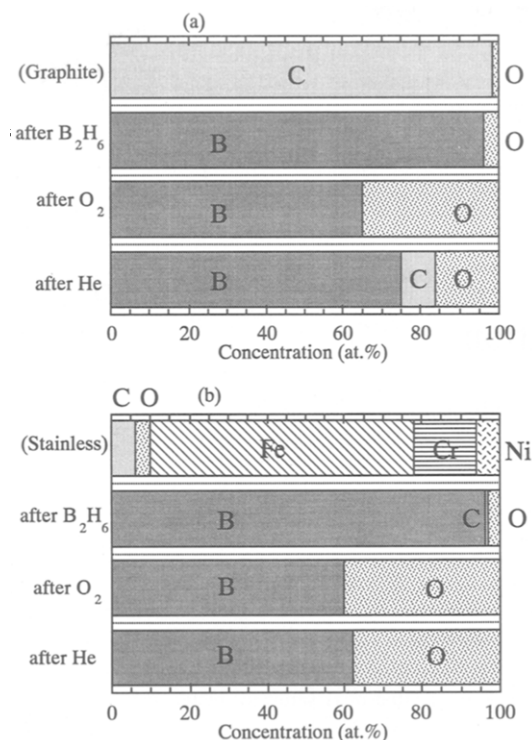 (a)
(Graphite) C O
after B₂H₆ B O
after O₂ B O
after He B C O
0 20 40 60 80 100
Concentration (at.%)
C O (b)
(Stainless) Fe Cr Ni
after B₂H₆ B C O
after O₂ B O
after He B O
0 20 40 60 80 100
Concentration (at.%)